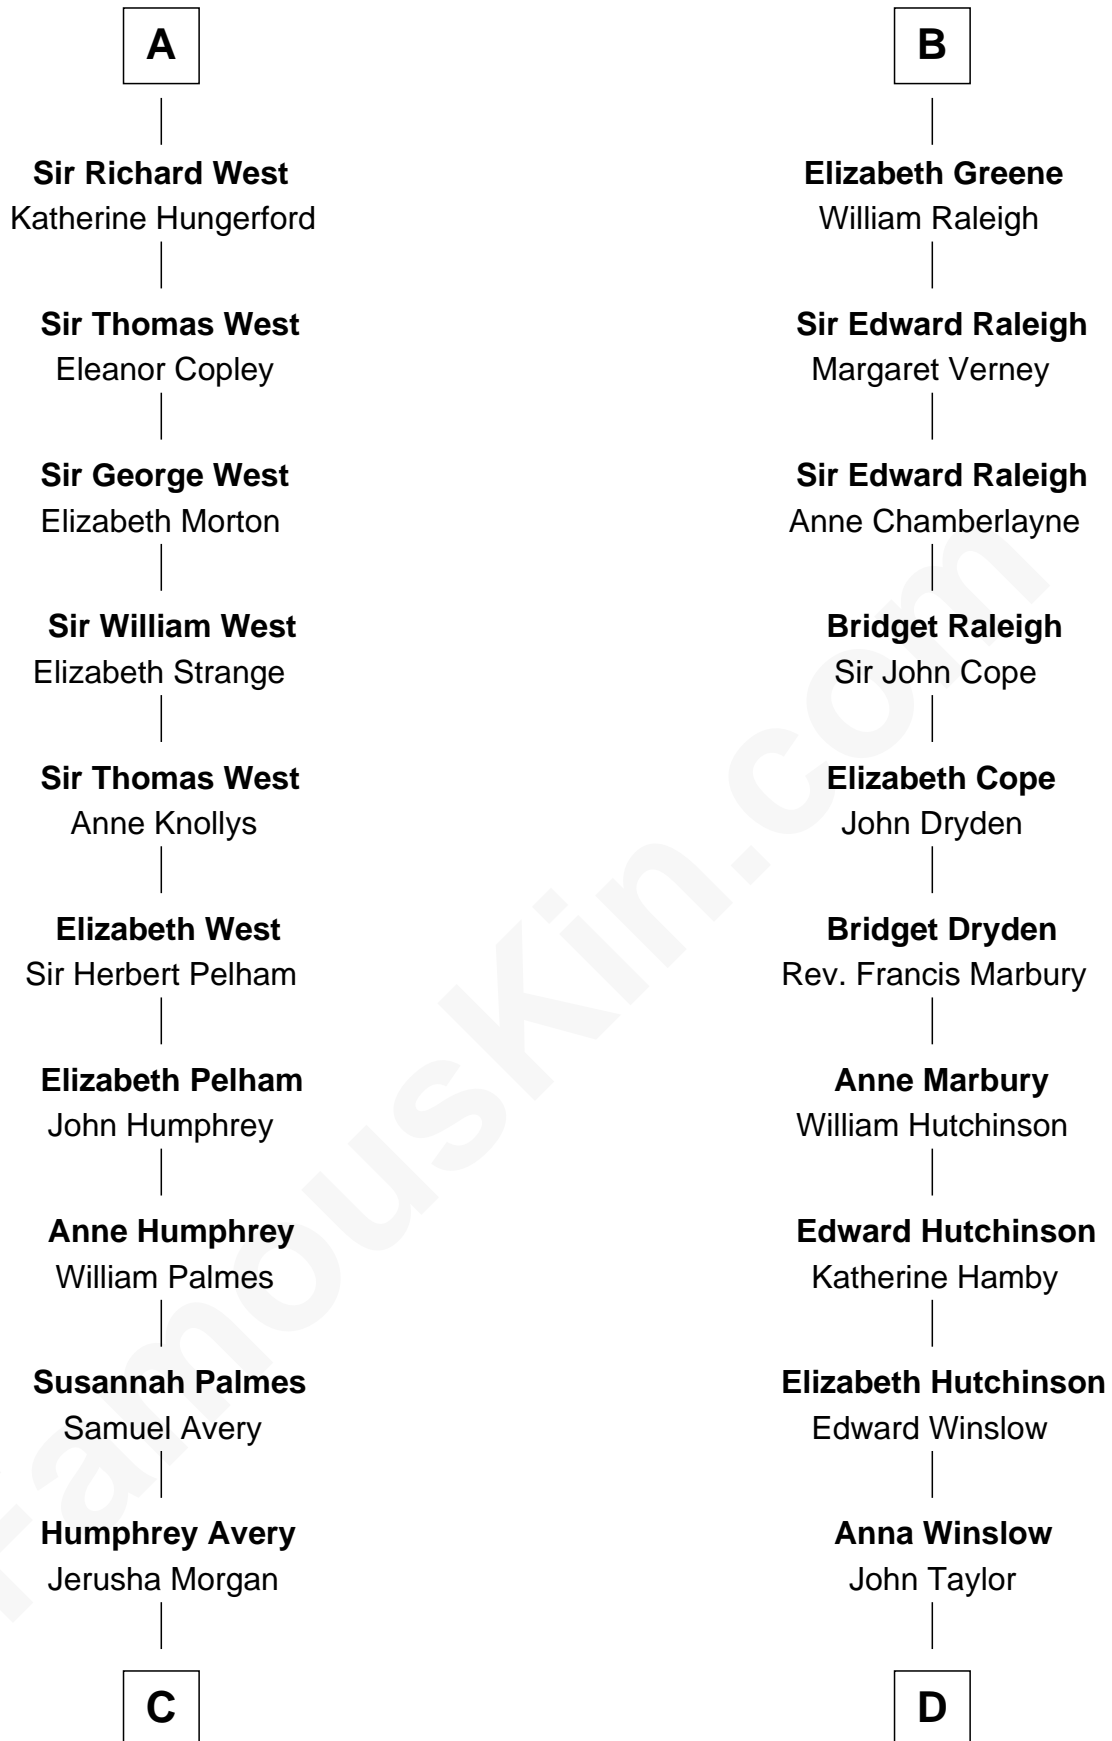 A
Sir Richard West
Katherine Hungerford
Sir Thomas West
Eleanor Copley
Sir George West
Elizabeth Morton
Sir William West
Elizabeth Strange
Sir Thomas West
Anne Knollys
Elizabeth West
Sir Herbert Pelham
Elizabeth Pelham
John Humphrey
Anne Humphrey
William Palmes
Susannah Palmes
Samuel Avery
Humphrey Avery
Jerusha Morgan
C
B
Elizabeth Greene
William Raleigh
Sir Edward Raleigh
Margaret Verney
Sir Edward Raleigh
Anne Chamberlayne
Bridget Raleigh
Sir John Cope
Elizabeth Cope
John Dryden
Bridget Dryden
Rev. Francis Marbury
Anne Marbury
William Hutchinson
Edward Hutchinson
Katherine Hamby
Elizabeth Hutchinson
Edward Winslow
Anna Winslow
John Taylor
D
FamousKin.com